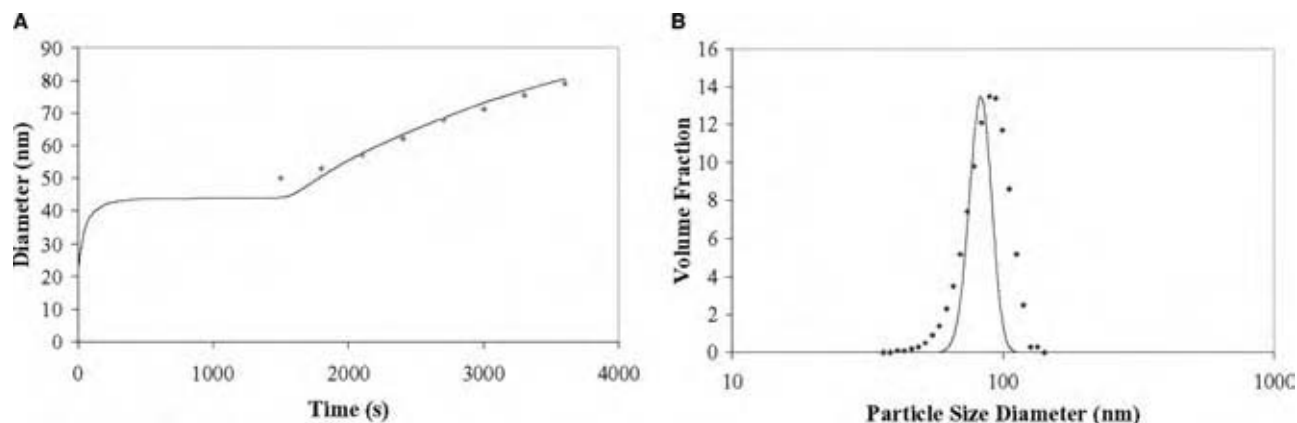 A
90
80
70
60
50
40
30
20
10
0
Diameter (nm)
0 1000 2000 3000 4000
Time (s)
B
16
14
12
10
8
6
4
2
0
Volume Fraction
10 100 1000
Particle Size Diameter (nm)